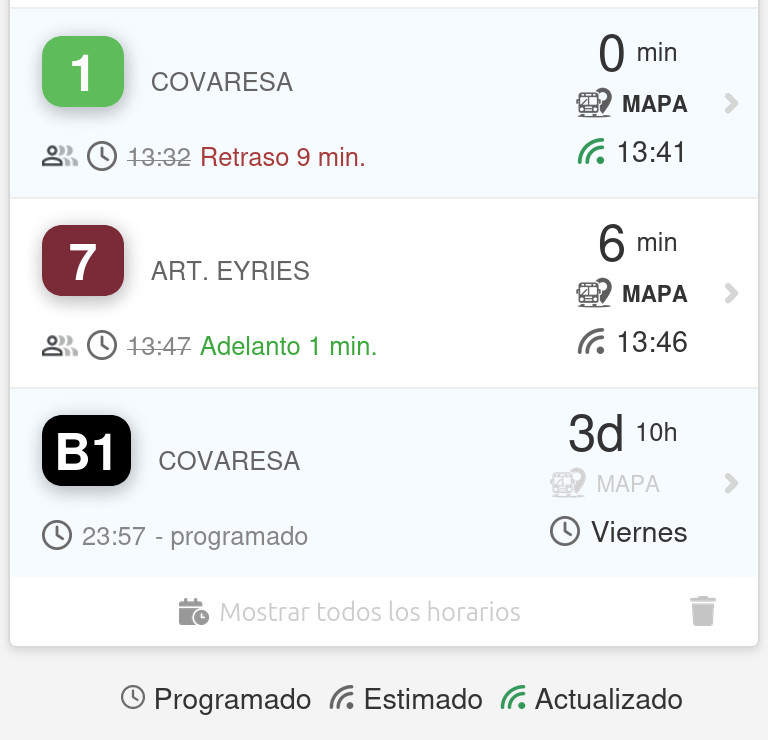 1 COVARESA 0 min
MAPA
13:32 Retraso 9 min. 13:41
7 ART. EYRIES 6 min
MAPA
13:47 Adelanto 1 min. 13:46
B1 COVARESA 3d 10h
MAPA
23:57 - programado Viernes
Mostrar todos los horarios
Programado Estimado Actualizado